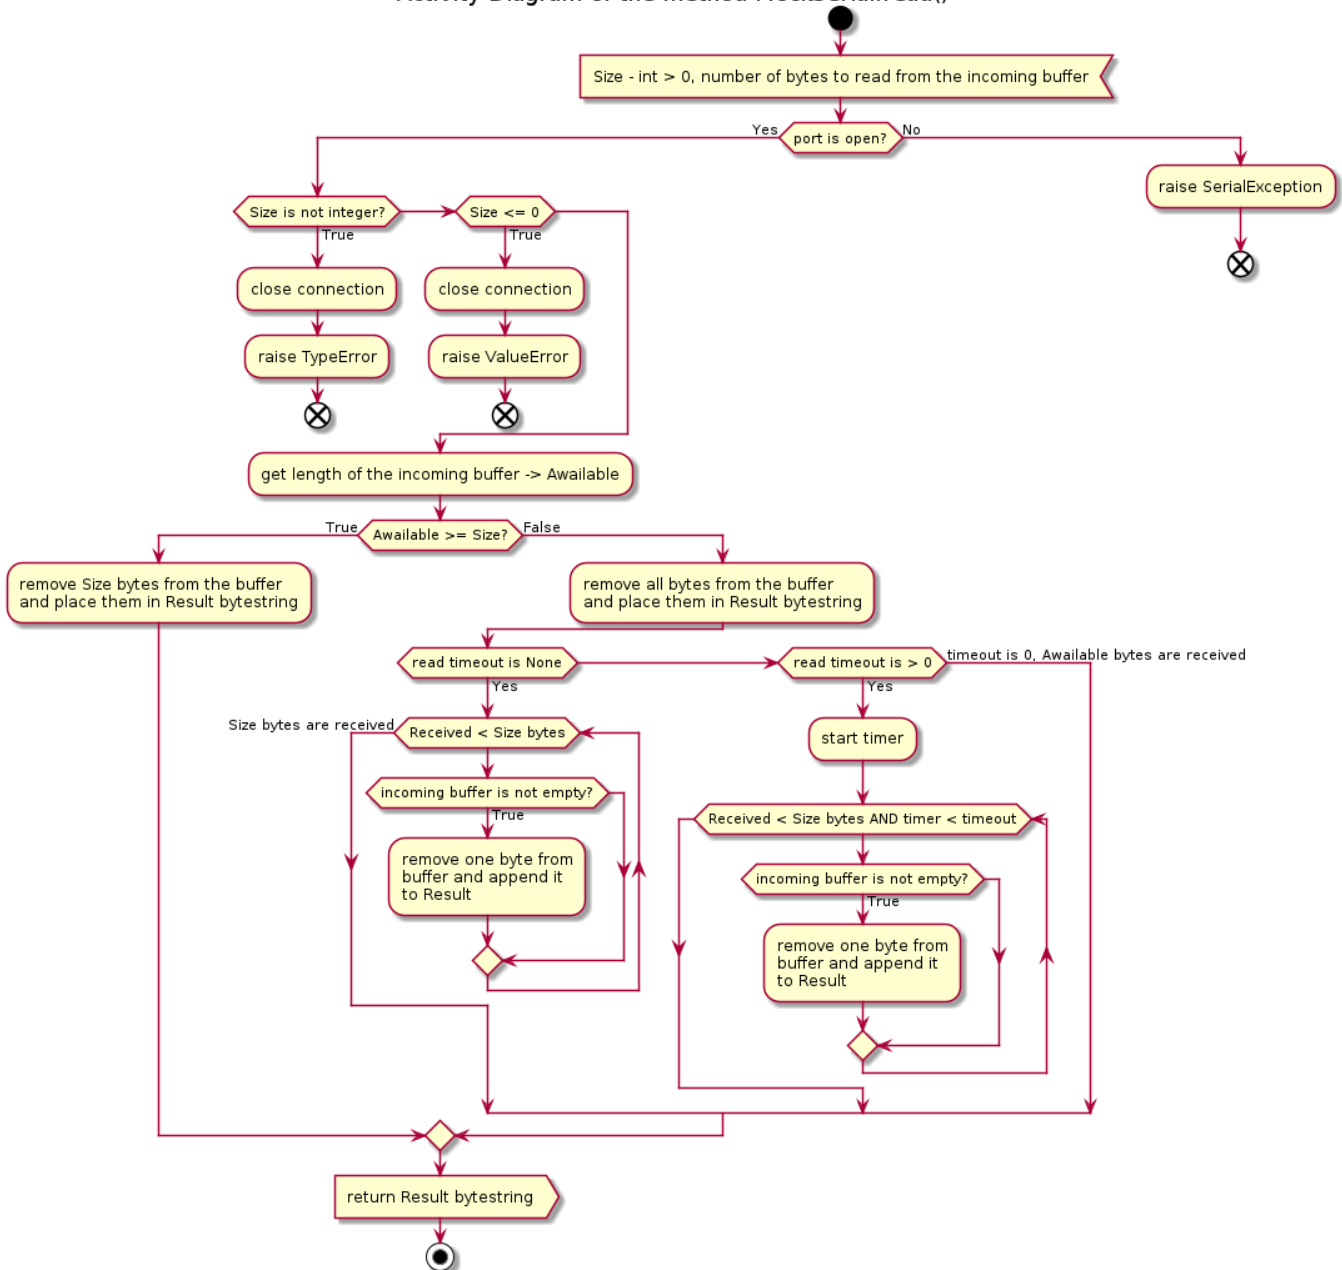 Size - int > 0, number of bytes to read from the incoming buffer
Yes
port is open?
No
raise SerialException
Size is not integer?
Size <= 0
True
True
close connection
close connection
raise TypeError
raise ValueError
get length of the incoming buffer -> Awailable
True
Awailable >= Size?
False
remove Size bytes from the buffer
and place them in Result bytestring
remove all bytes from the buffer
and place them in Result bytestring
read timeout is None
read timeout is > 0
timeout is 0, Awailable bytes are received
Yes
Yes
Size bytes are received
Received < Size bytes
start timer
incoming buffer is not empty?
True
remove one byte from
buffer and append it
to Result
Received < Size bytes AND timer < timeout
incoming buffer is not empty?
True
remove one byte from
buffer and append it
to Result
return Result bytestring